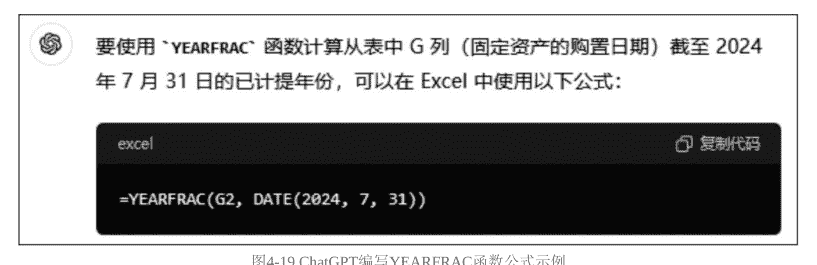 要使用 `YEARFRAC` 函数计算从表中 G 列（固定资产的购置日期）截至 2024
年 7 月 31 日的已计提年份，可以在 Excel 中使用以下公式：
excel
复制代码
=YEARFRAC(G2, DATE(2024, 7, 31))
图4-19 ChatGPT编写YEARFRAC函数公式示例